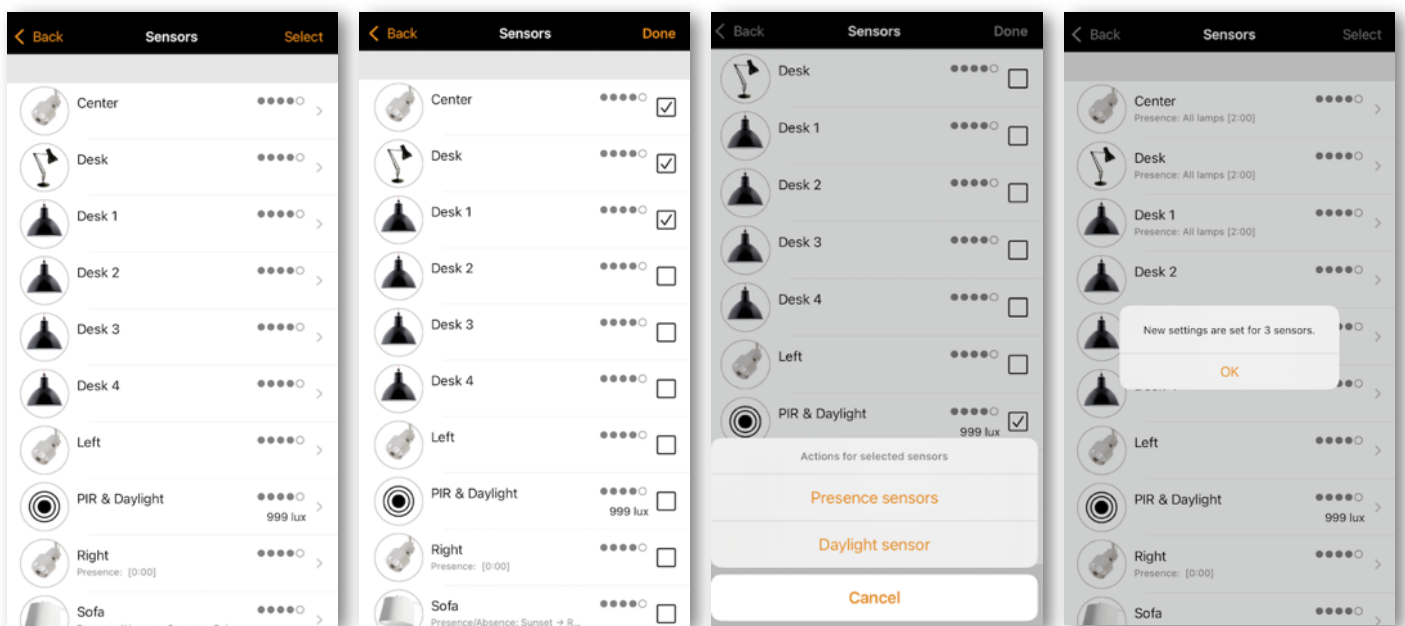 Back Sensors Select
Center
Desk
Desk 1
Desk 2
Desk 3
Desk 4
Left
PIR & Daylight
999 lux
Right
Presence: [0:00]
Sofa
Back Sensors Done
Center
Desk
Desk 1
Desk 2
Desk 3
Desk 4
Left
PIR & Daylight
999 lux
Right
Presence: [0:00]
Sofa
Presence/Absence: Sunset → R...
Back Sensors Done
Desk
Desk 1
Desk 2
Desk 3
Desk 4
Left
PIR & Daylight
999 lux
Actions for selected sensors
Presence sensors
Daylight sensor
Cancel
Back Sensors Select
Center
Presence: All lamps [2:00]
Desk
Presence: All lamps [2:00]
Desk 1
Presence: All lamps [2:00]
Desk 2
New settings are set for 3 sensors.
OK
Left
PIR & Daylight
999 lux
Right
Presence: [0:00]
Sofa